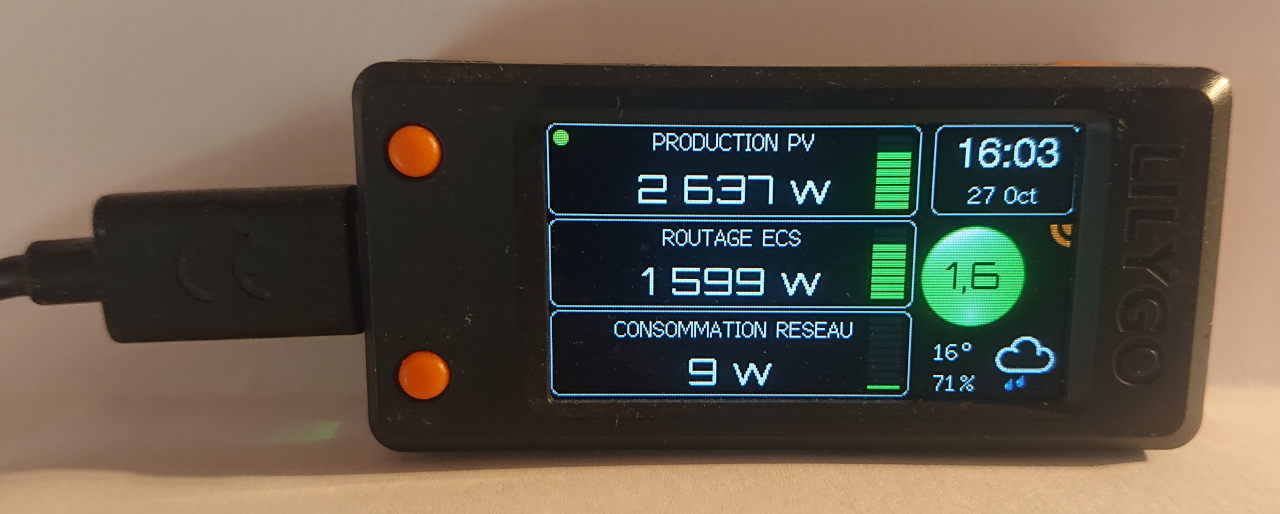 PRODUCTION PV
2 637 W
ROUTAGE ECS
1 599 W
CONSOMMATION RESEAU
9 W
16:03
27 Oct
1,6
16°
71%
LILYGO
CE